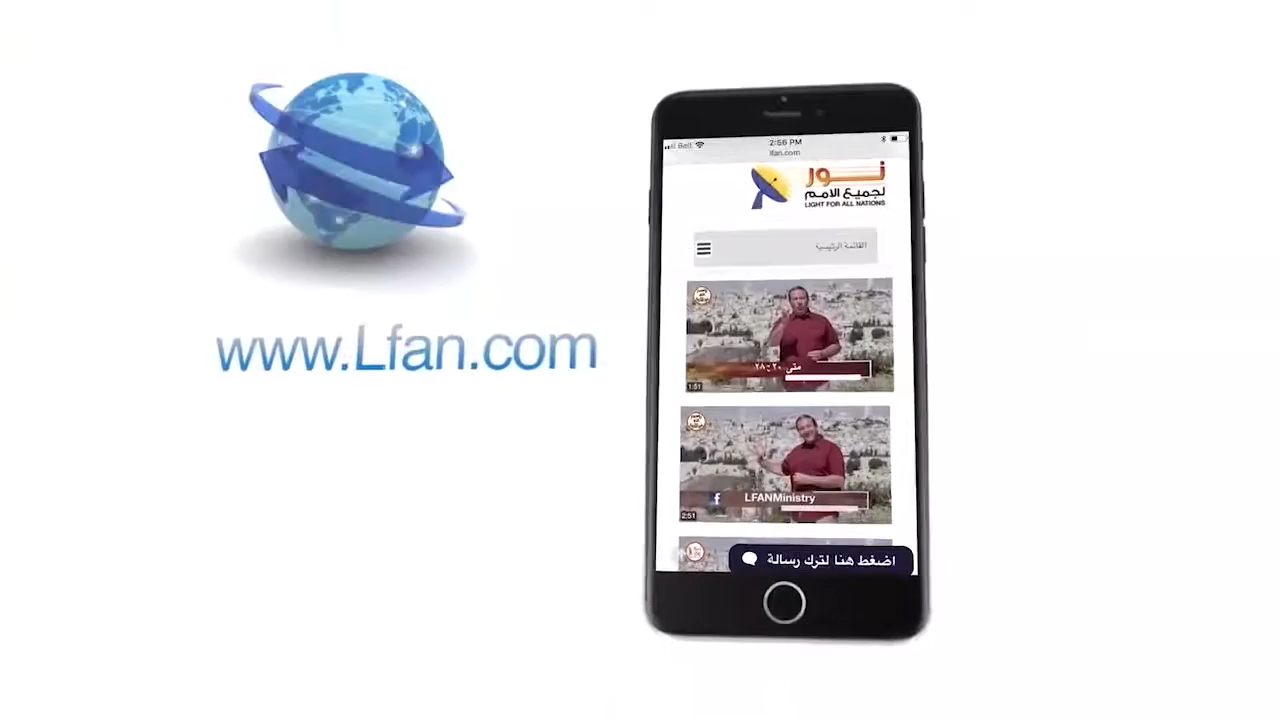 www.Lfan.com
Bell
2:56 PM
lfan.com
نور
لجميع الامم
LIGHT FOR ALL NATIONS
القائمة الرئيسية
متى ٢٠ : ٢٨
1:51
LFANMinistry
2:51
اضغط هنا لترك رسالة